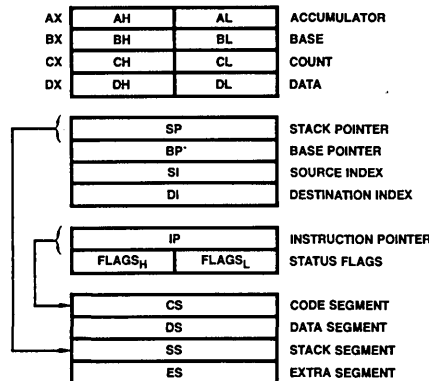 AX AH AL ACCUMULATOR
BX BH BL BASE
CX CH CL COUNT
DX DH DL DATA
SP STACK POINTER
BP BASE POINTER
SI SOURCE INDEX
DI DESTINATION INDEX
IP INSTRUCTION POINTER
FLAGSH FLAGSL STATUS FLAGS
CS CODE SEGMENT
DS DATA SEGMENT
SS STACK SEGMENT
ES EXTRA SEGMENT